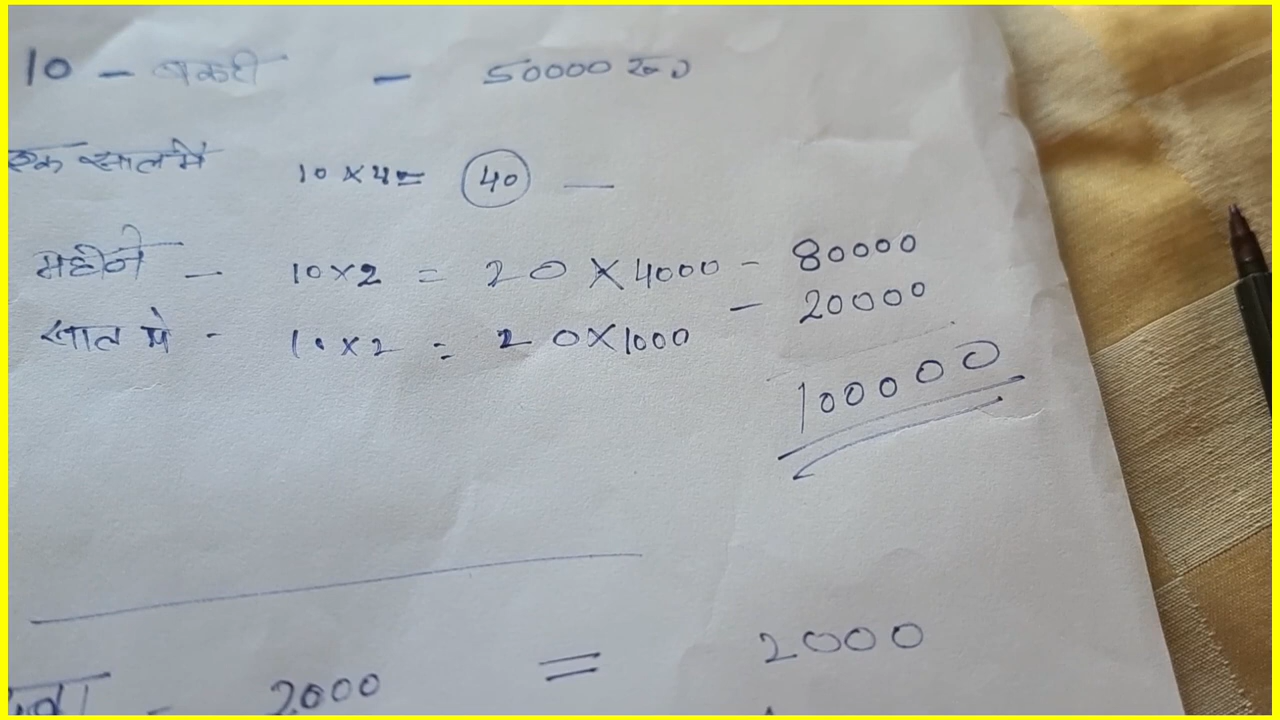 10 - बकरी - 50000 रू०
एक साल में 10×4= 40 —
महीने - 10×2 = 20×4000 - 80000
साल मे - 10×2 = 20×1000 - 20000
100000
2000 = 2000